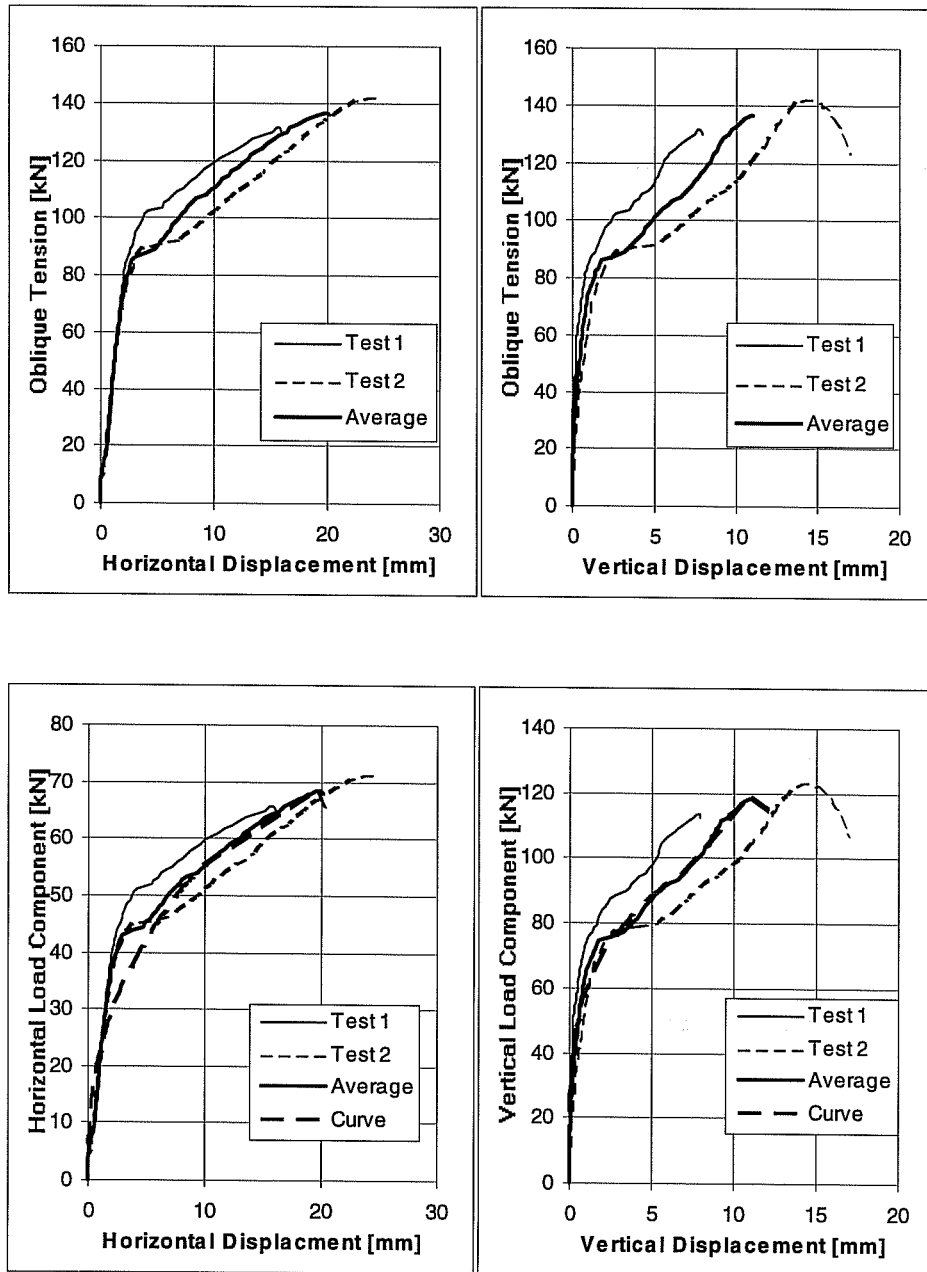 160
140
120
100
80
60
40
20
0
Oblique Tension [kN]
Test 1
Test 2
Average
0 10 20 30
Horizontal Displacement [mm]
160
140
120
100
80
60
40
20
0
Oblique Tension [kN]
Test 1
Test 2
Average
0 5 10 15 20
Vertical Displacement [mm]
80
70
60
50
40
30
20
10
0
Horizontal Load Component [kN]
Test 1
Test 2
Average
Curve
0 10 20 30
Horizontal Displacment [mm]
140
120
100
80
60
40
20
0
Vertical Load Component [kN]
Test 1
Test 2
Average
Curve
0 5 10 15 20
Vertical Displacement [mm]